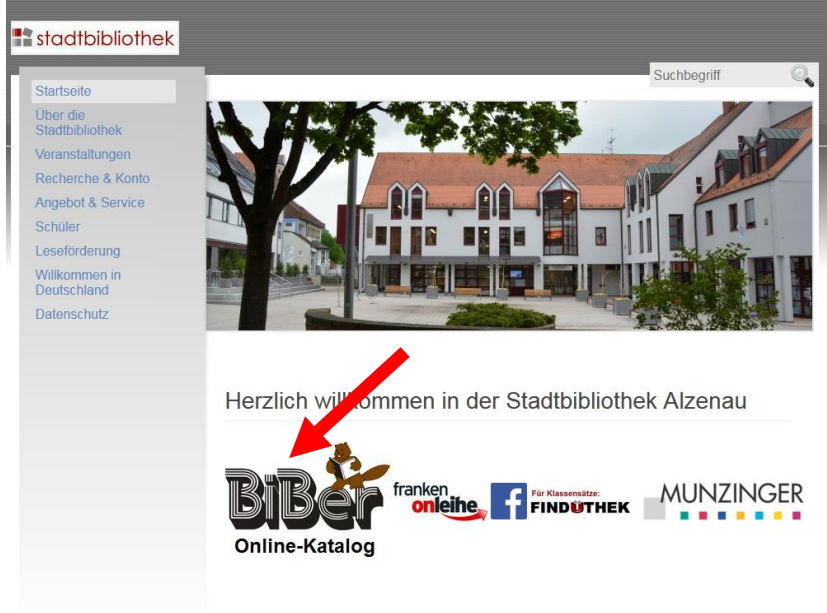 stadtbibliothek
Suchbegriff
Startseite
Über die
Stadtbibliothek
Veranstaltungen
Recherche & Konto
Angebot & Service
Schüler
Leseförderung
Willkommen in
Deutschland
Datenschutz
Herzlich willkommen in der Stadtbibliothek Alzenau
BiBer
Online-Katalog
franken
onleihe
f
Für Klassensätze:
FINDÜTHEK
MUNZINGER